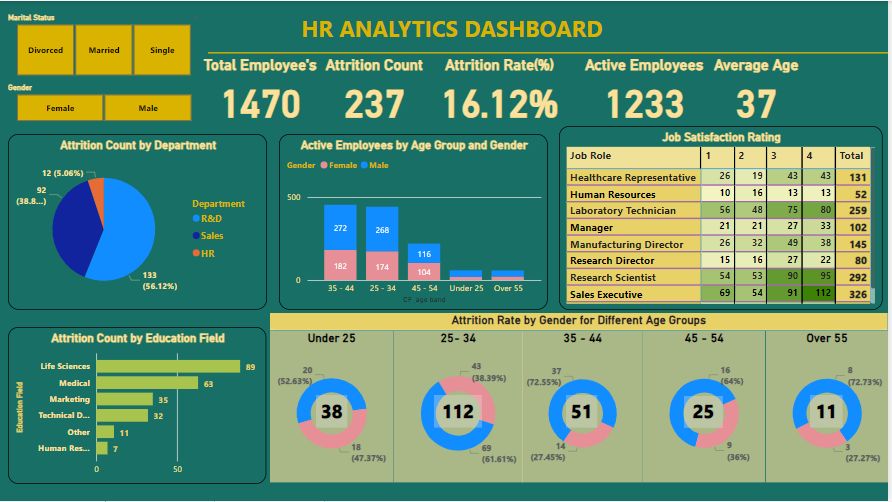 Marital Status
Divorced Married Single
Gender
Female Male
HR ANALYTICS DASHBOARD
Total Employee's Attrition Count Attrition Rate(%) Active Employees Average Age
1470 237 16.12% 1233 37
Attrition Count by Department
12 (5.06%)
92
(38.8...)
133
(56.12%)
Department
R&D
Sales
HR
Active Employees by Age Group and Gender
Gender Female Male
500
0
272 268 116
182 174 104
35 - 44 25 - 34 45 - 54 Under 25 Over 55
CF_age band
Job Satisfaction Rating
Job Role 1 2 3 4 Total
Healthcare Representative 26 19 43 43 131
Human Resources 10 16 13 13 52
Laboratory Technician 56 48 75 80 259
Manager 21 21 27 33 102
Manufacturing Director 26 32 49 38 145
Research Director 15 16 27 22 80
Research Scientist 54 53 90 95 292
Sales Executive 69 54 91 112 326
Attrition Count by Education Field
Education Field
Life Sciences 89
Medical 63
Marketing 35
Technical D... 32
Other 11
Human Res... 7
0 50
Attrition Rate by Gender for Different Age Groups
Under 25
20
(52.63%)
38
18
(47.37%)
25- 34
43
(38.39%)
112
69
(61.61%)
35 - 44
37
(72.55%)
51
14
(27.45%)
45 - 54
16
(64%)
25
9
(36%)
Over 55
8
(72.73%)
11
3
(27.27%)